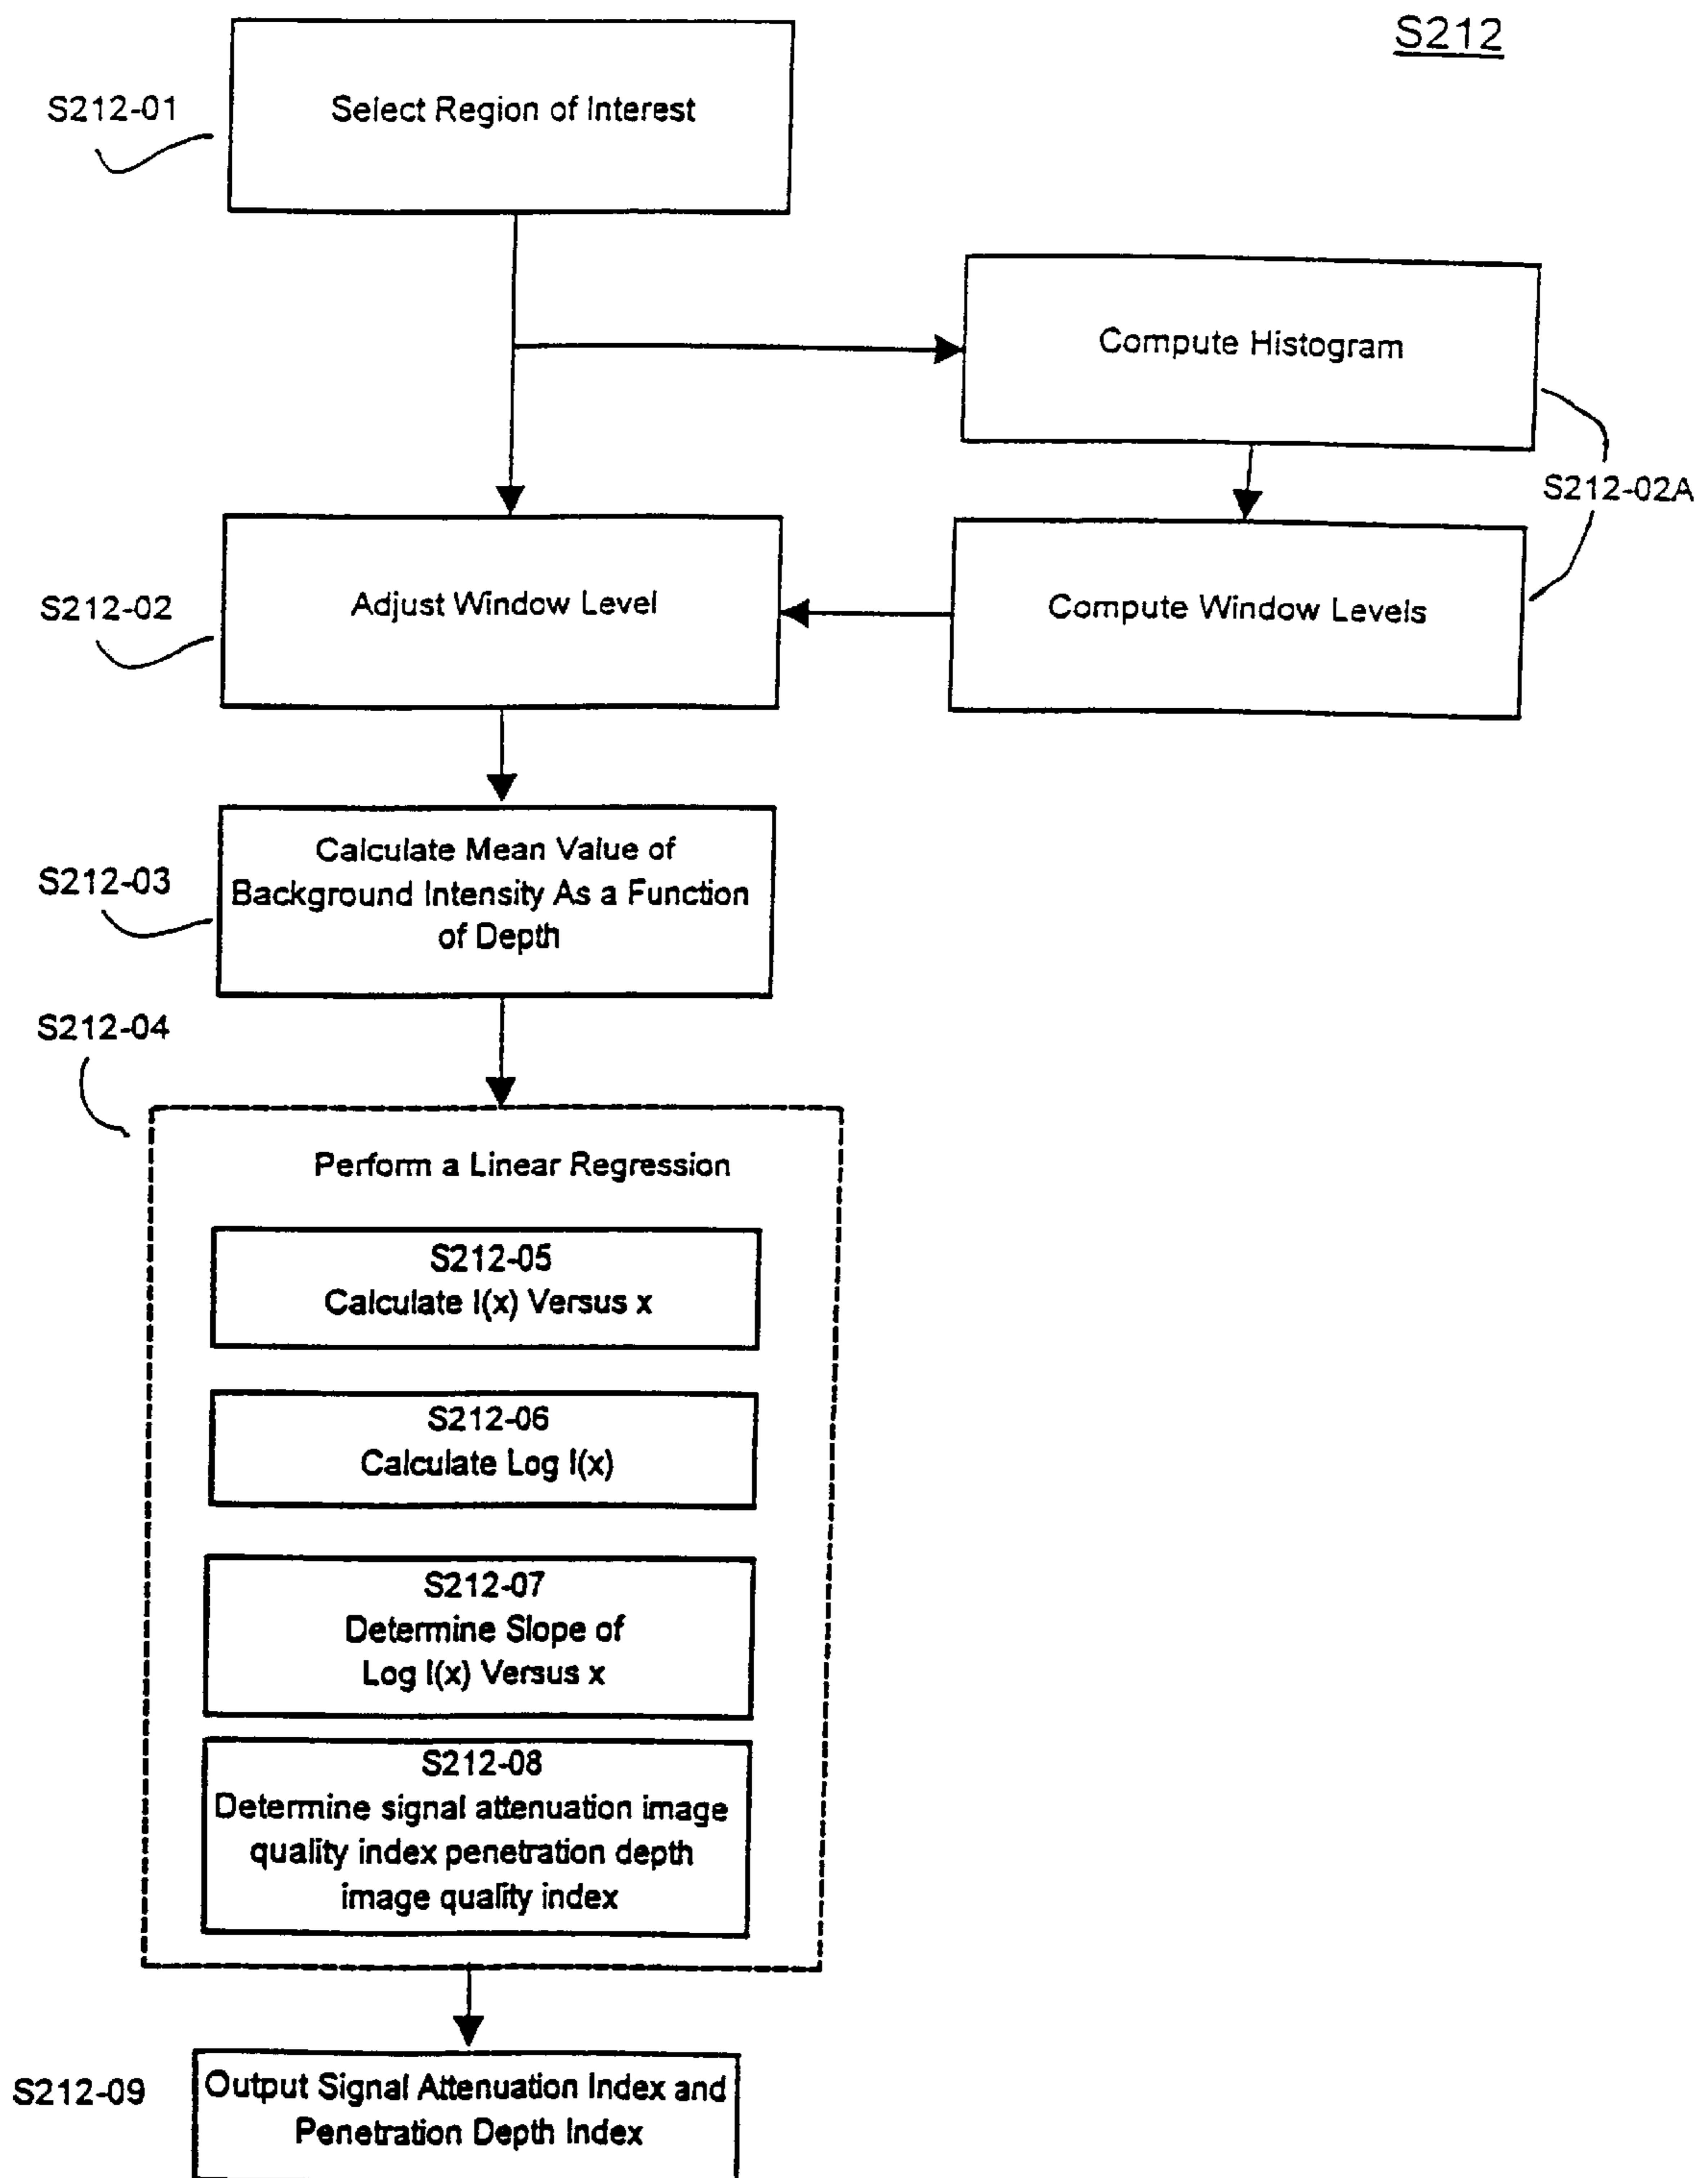 S212
S212-01
Select Region of Interest
Compute Histogram
S212-02A
S212-02
Adjust Window Level
Compute Window Levels
S212-03
Calculate Mean Value of
Background Intensity As a Function
of Depth
S212-04
Perform a Linear Regression
S212-05
Calculate I(x) Versus x
S212-06
Calculate Log I(x)
S212-07
Determine Slope of
Log I(x) Versus x
S212-08
Determine signal attenuation image
quality index penetration depth
image quality index
S212-09
Output Signal Attenuation Index and
Penetration Depth Index